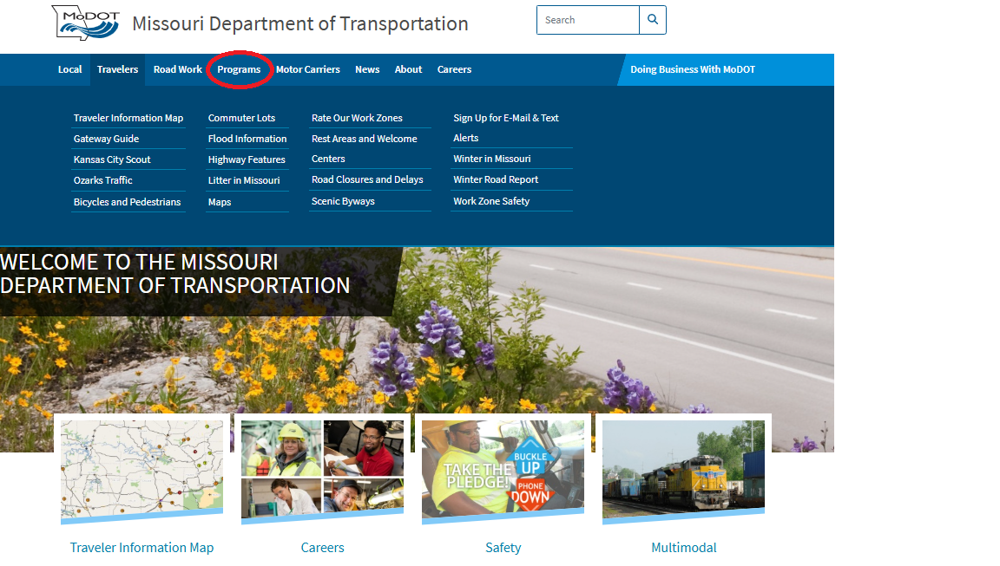 MoDOT
Missouri Department of Transportation
Search
Local Travelers Road Work Programs Motor Carriers News About Careers Doing Business With MoDOT
Traveler Information Map
Gateway Guide
Kansas City Scout
Ozarks Traffic
Bicycles and Pedestrians
Commuter Lots
Flood Information
Highway Features
Litter in Missouri
Maps
Rate Our Work Zones
Rest Areas and Welcome
Centers
Road Closures and Delays
Scenic Byways
Sign Up for E-Mail & Text
Alerts
Winter in Missouri
Winter Road Report
Work Zone Safety
WELCOME TO THE MISSOURI
DEPARTMENT OF TRANSPORTATION
TAKE THE
PLEDGE!
BUCKLE
UP
PHONE
DOWN
Traveler Information Map
Careers
Safety
Multimodal